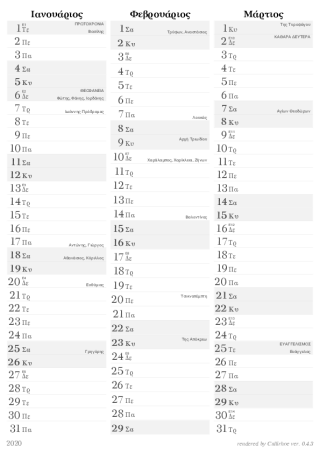 Ιανουάριος
ΠΡΩΤΟΧΡΟΝΙΑ
1 Τε Βασίλης
2 Πε
3 Πα
4 Σα
5 Κυ
ΘΕΟΦΑΝΕΙΑ
6 Δε Φώτης, Φάνης, Ιορδάνης
7 Τρ Ιωάννης Πρόδρομος
8 Τε
9 Πε
10 Πα
11 Σα
12 Κυ
13 Δε
14 Τρ
15 Τε
16 Πε
17 Πα Αντώνης, Γιώργος
18 Σα Αθανάσιος, Κύριλλος
19 Κυ
20 Δε Ευθύμιος
21 Τρ
22 Τε
23 Πε
24 Πα
25 Σα Γρηγόρης
26 Κυ
27 Δε
28 Τρ
29 Τε
30 Πε
31 Πα
Φεβρουάριος
1 Σα Τρύφων, Αναστάσιος
2 Κυ
3 Δε
4 Τρ
5 Τε
6 Πε
7 Πα Λουκάς
8 Σα
9 Κυ Αρχή Τριωδίου
10 Δε Χαράλαμπος, Χαρίκλεια, Ζήνων
11 Τρ
12 Τε
13 Πε
14 Πα Βαλεντίνος
15 Σα
16 Κυ
17 Δε
18 Τρ
19 Τε
20 Πε Τσικνοπέμπτη
21 Πα
22 Σα
23 Κυ Της Απόκρεω
24 Δε
25 Τρ
26 Τε
27 Πε
28 Πα
29 Σα
Μάρτιος
1 Κυ Της Τυροφάγου
2 Δε ΚΑΘΑΡΑ ΔΕΥΤΕΡΑ
3 Τρ
4 Τε
5 Πε
6 Πα
7 Σα Αγίων Θεοδώρων
8 Κυ
9 Δε
10 Τρ
11 Τε
12 Πε
13 Πα
14 Σα
15 Κυ
16 Δε
17 Τρ
18 Τε
19 Πε
20 Πα
21 Σα
22 Κυ
23 Δε
24 Τρ
ΕΥΑΓΓΕΛΙΣΜΟΣ
25 Τε Βαγγέλης
26 Πε
27 Πα
28 Σα
29 Κυ
30 Δε
31 Τρ
2020
rendered by Callirhoe ver. 0.4.3